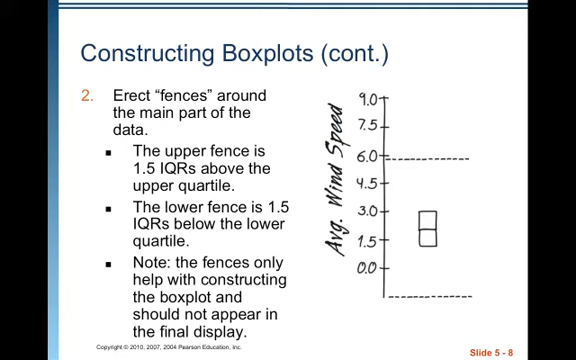 Constructing Boxplots (cont.)
2. Erect “fences” around
the main part of the
data.
▪ The upper fence is
1.5 IQRs above the
upper quartile.
▪ The lower fence is 1.5
IQRs below the lower
quartile.
▪ Note: the fences only
help with constructing
the boxplot and
should not appear in
the final display.
Avg. Wind Speed
9.0
7.5
6.0
4.5
3.0
1.5
0.0
Copyright © 2010, 2007, 2004 Pearson Education, Inc.
Slide 5 - 8